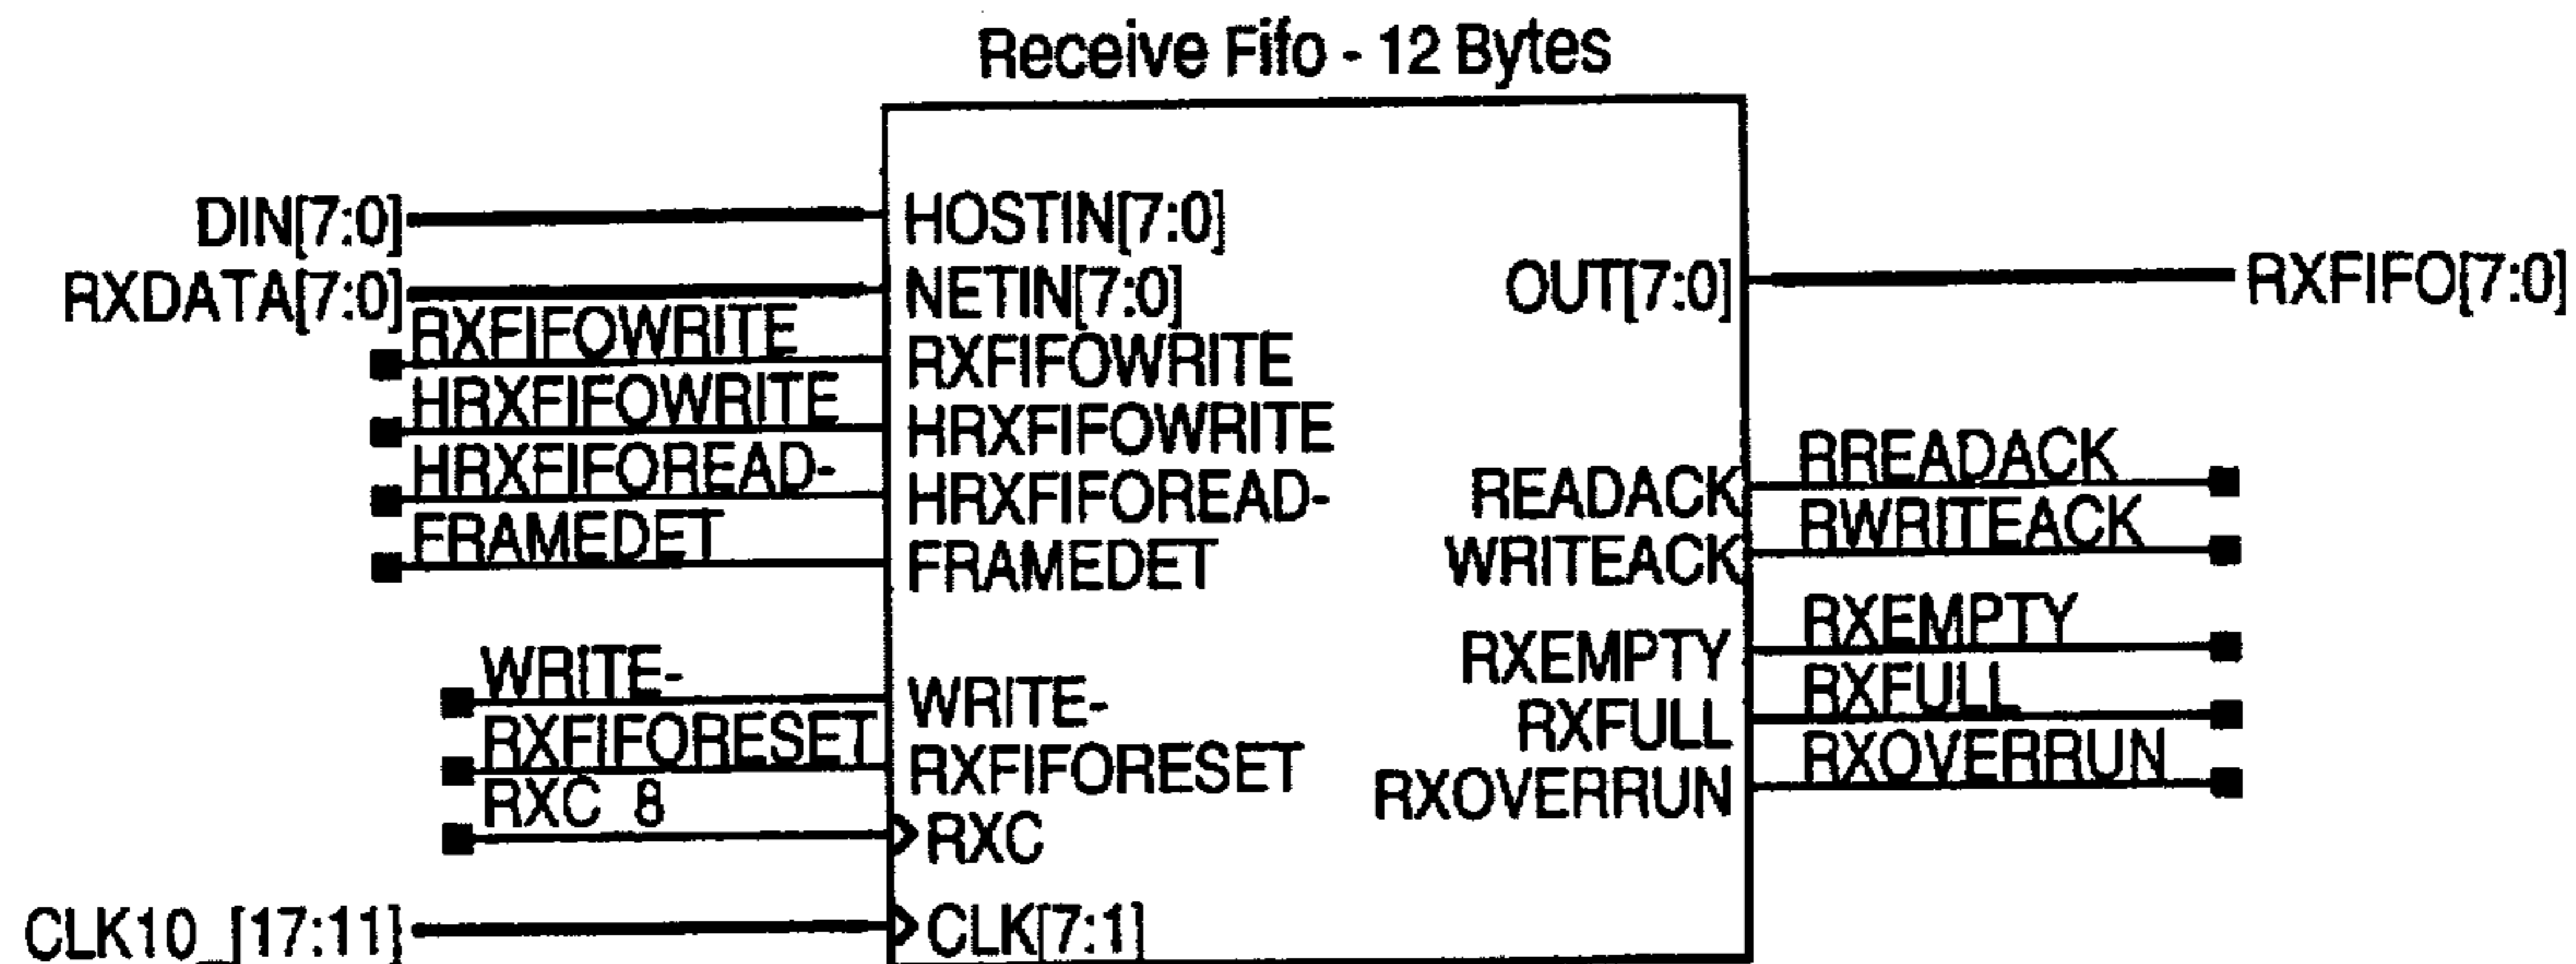 Receive Fifo - 12 Bytes
DIN[7:0] HOSTIN[7:0]
RXDATA[7:0] NETIN[7:0] OUT[7:0] RXFIFO[7:0]
RXFIFOWRITE RXFIFOWRITE
HRXFIFOWRITE HRXFIFOWRITE
HRXFIFOREAD- HRXFIFOREAD- READACK RREADACK
FRAMEDET FRAMEDET WRITEACK RWRITEACK
RXEMPTY RXEMPTY
WRITE- WRITE- RXFULL RXFULL
RXFIFORESET RXFIFORESET RXOVERRUN RXOVERRUN
RXC 8 RXC
CLK10_[17:11] CLK[7:1]